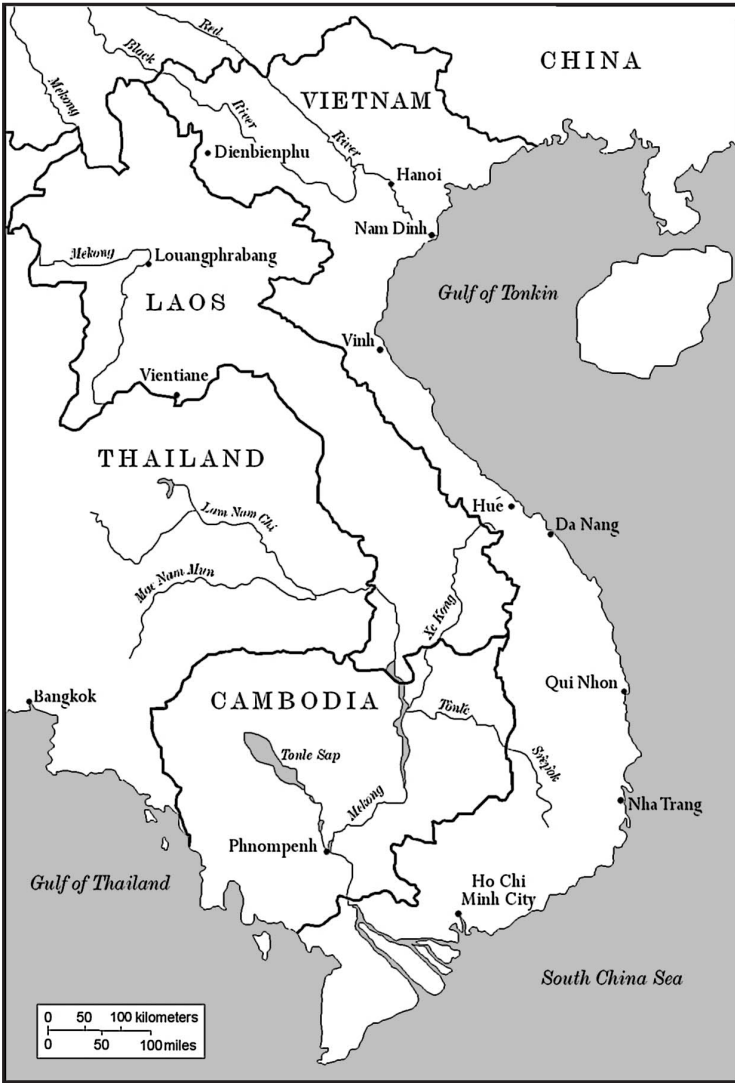 Red
Black
CHINA
Mekong
VIETNAM
River
River
Dienbienphu
Hanoi
Nam Dinh
Mekong
Louangphrabang
Gulf of Tonkin
LAOS
Vinh
Vientiane
THAILAND
Lam Nam Chi
Hué
Da Nang
Mae Nam Mun
Xe Kong
Qui Nhon
Bangkok
CAMBODIA
Tonle
Tonle Sap
Srepok
Mekong
Nha Trang
Phnompenh
Gulf of Thailand
Ho Chi
Minh City
South China Sea
0 50 100 kilometers
0 50 100 miles